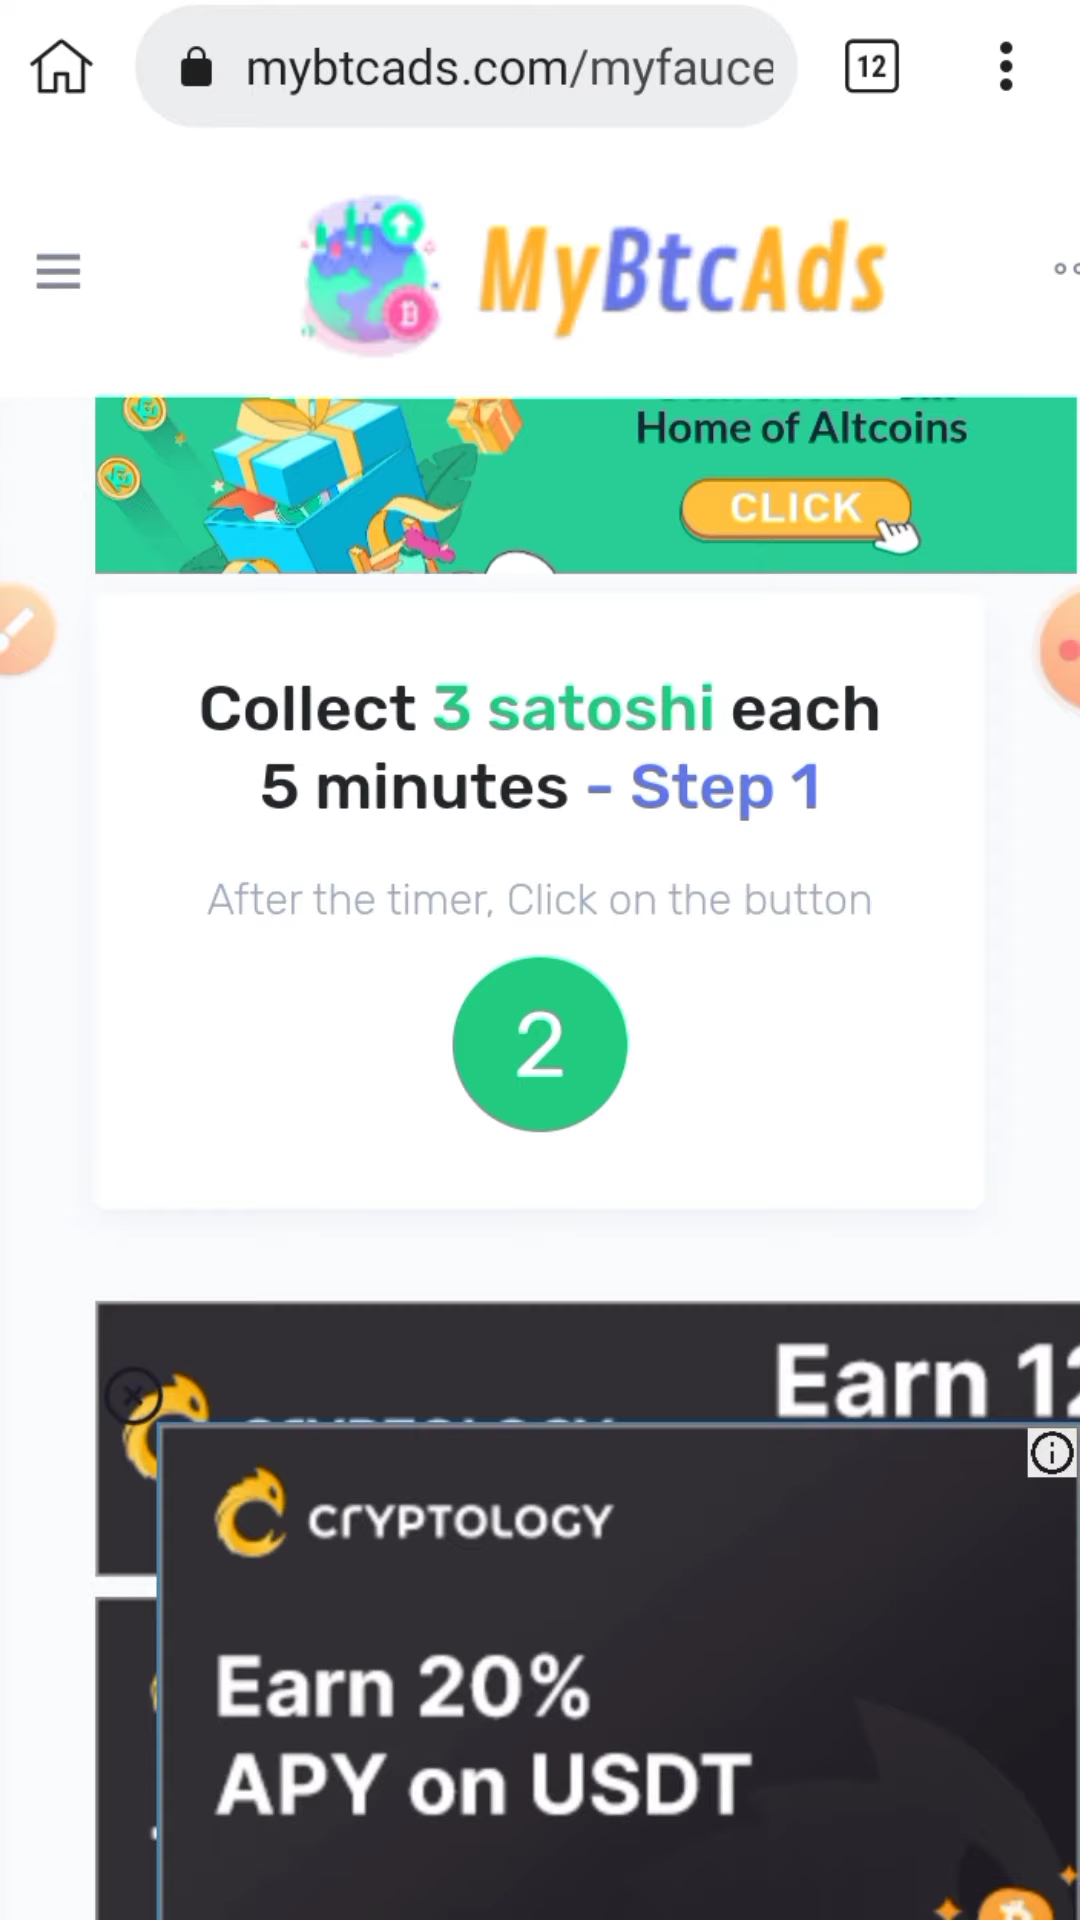 mybtcads.com/myfauce
12
MyBtcAds
Home of Altcoins
CLICK
Collect 3 satoshi each
5 minutes - Step 1
After the timer, Click on the button
2
Earn 12
CRYPTOLOGY
Earn 20%
APY on USDT